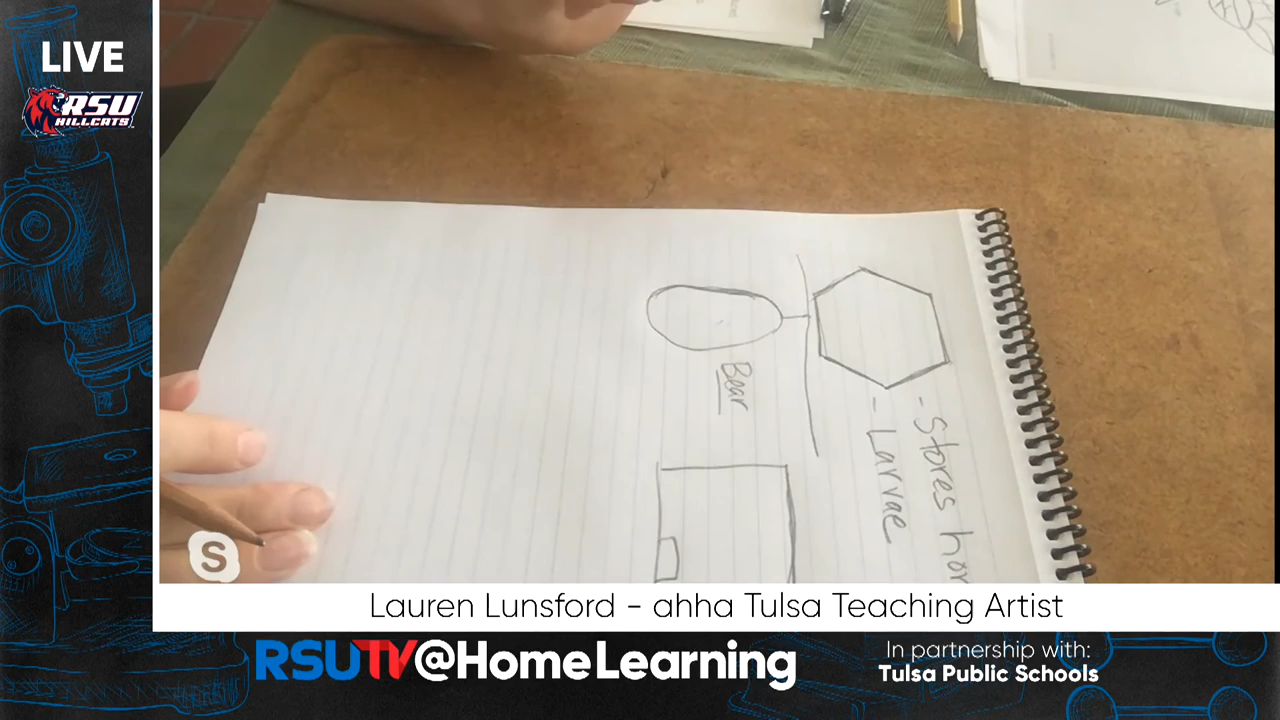 LIVE
RSU
HILLCATS
- Stores hon
- Larvae
Bear
S
Lauren Lunsford - ahha Tulsa Teaching Artist
RSUTV@HomeLearning
In partnership with:
Tulsa Public Schools